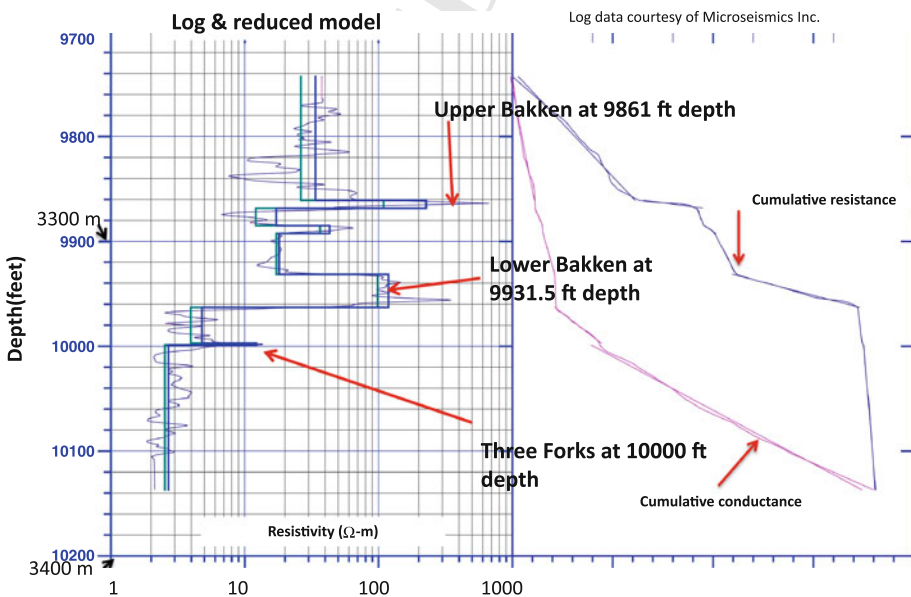 Log & reduced model
Log data courtesy of Microseismics Inc.
9700
Upper Bakken at 9861 ft depth
9800
Cumulative resistance
3300 m
9900
Lower Bakken at
9931.5 ft depth
Depth(feet)
10000
Three Forks at 10000 ft
depth
10100
Cumulative conductance
Resistivity (Ω-m)
10200
3400 m
1 10 100 1000